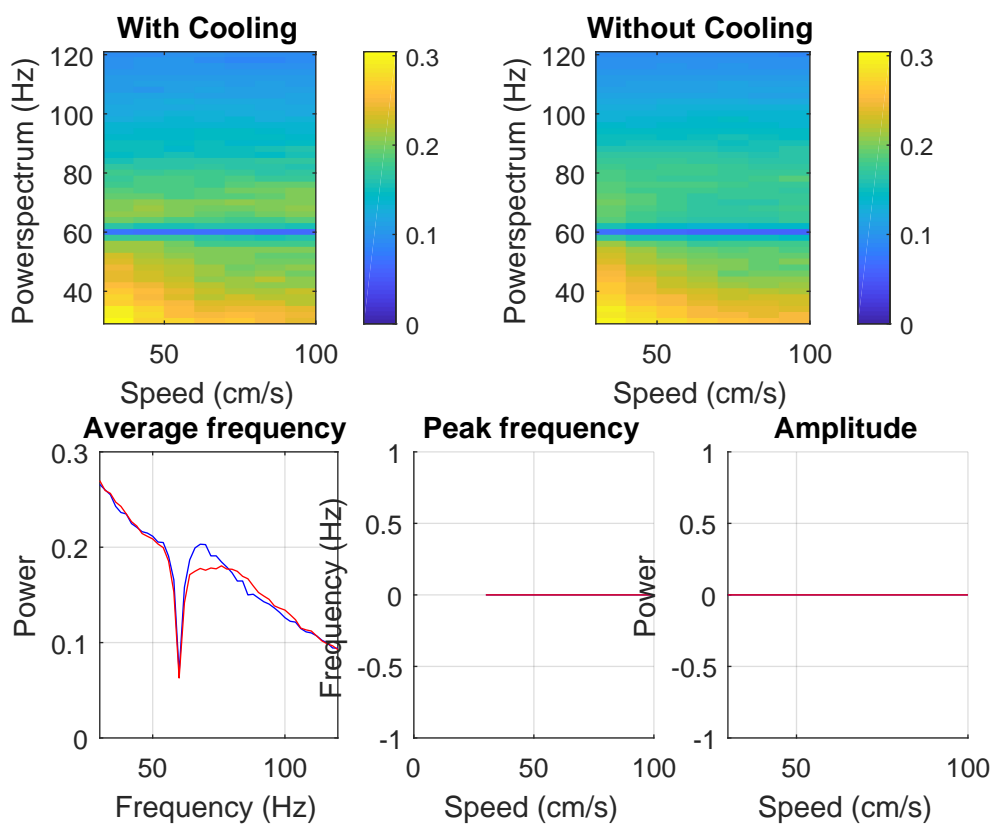 With Cooling
Powerspectrum (Hz)
120
100
80
60
40
50
100
Speed (cm/s)
0.3
0.2
0.1
0
Without Cooling
Powerspectrum (Hz)
120
100
80
60
40
50
100
Speed (cm/s)
0.3
0.2
0.1
0
Average frequency
Power
0.3
0.2
0.1
0
50
100
Frequency (Hz)
Peak frequency
Frequency (Hz)
1
0.5
0
-0.5
-1
0
50
100
Speed (cm/s)
Amplitude
Power
1
0.5
0
-0.5
-1
50
100
Speed (cm/s)